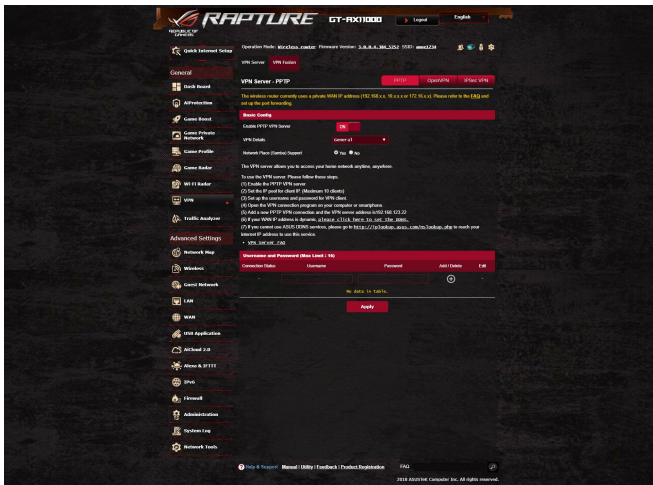 RAPTURE GT-AX11000 Logout English
REPUBLIC OF
GAMERS
Quick Internet Setup
Operation Mode: Wireless router Firmware Version: 3.0.0.4.384_5252 SSID:
VPN Server VPN Fusion
General
Dash Board
AiProtection
Game Boost
Game Private
Network
Game Profile
Game Radar
Wi-Fi Radar
VPN
Traffic Analyzer
Advanced Settings
Network Map
Wireless
Guest Network
LAN
WAN
USB Application
AiCloud 2.0
Alexa & IFTTT
IPv6
Firewall
Administration
System Log
Network Tools
VPN Server - PPTP PPTP OpenVPN IPSec VPN
The wireless router currently uses a private WAN IP address (192.168.x.x, 10.x.x.x or 172.16.x.x). Please refer to the FAQ and
set up the port forwarding.
Basic Config
Enable PPTP VPN Server ON
VPN Details General
Network Place (Samba) Support Yes No
The VPN server allows you to access your home network anytime, anywhere.
To use the VPN server. Please follow these steps.
(1) Enable the PPTP VPN server
(2) Set the IP pool for client IP. (Maximum 10 clients)
(3) Set up the username and password for VPN client.
(4) Open the VPN connection program on your computer or smartphone.
(5) Add a new PPTP VPN connection and the VPN server address is192.168.123.22
(6) If your WAN IP address is dynamic, please click here to set the DDNS.
(7) If you cannot use ASUS DDNS services, please go to http://iplookup.asus.com/nslookup.php to reach your
internet IP address to use this service.
• VPN Server FAQ
Username and Password (Max Limit : 16)
Connection Status Username Password Add / Delete Edit
- -
No data in table.
Apply
Help & Support Manual | Utility | Feedback | Product Registration FAQ
2018 ASUSTeK Computer Inc. All rights reserved.